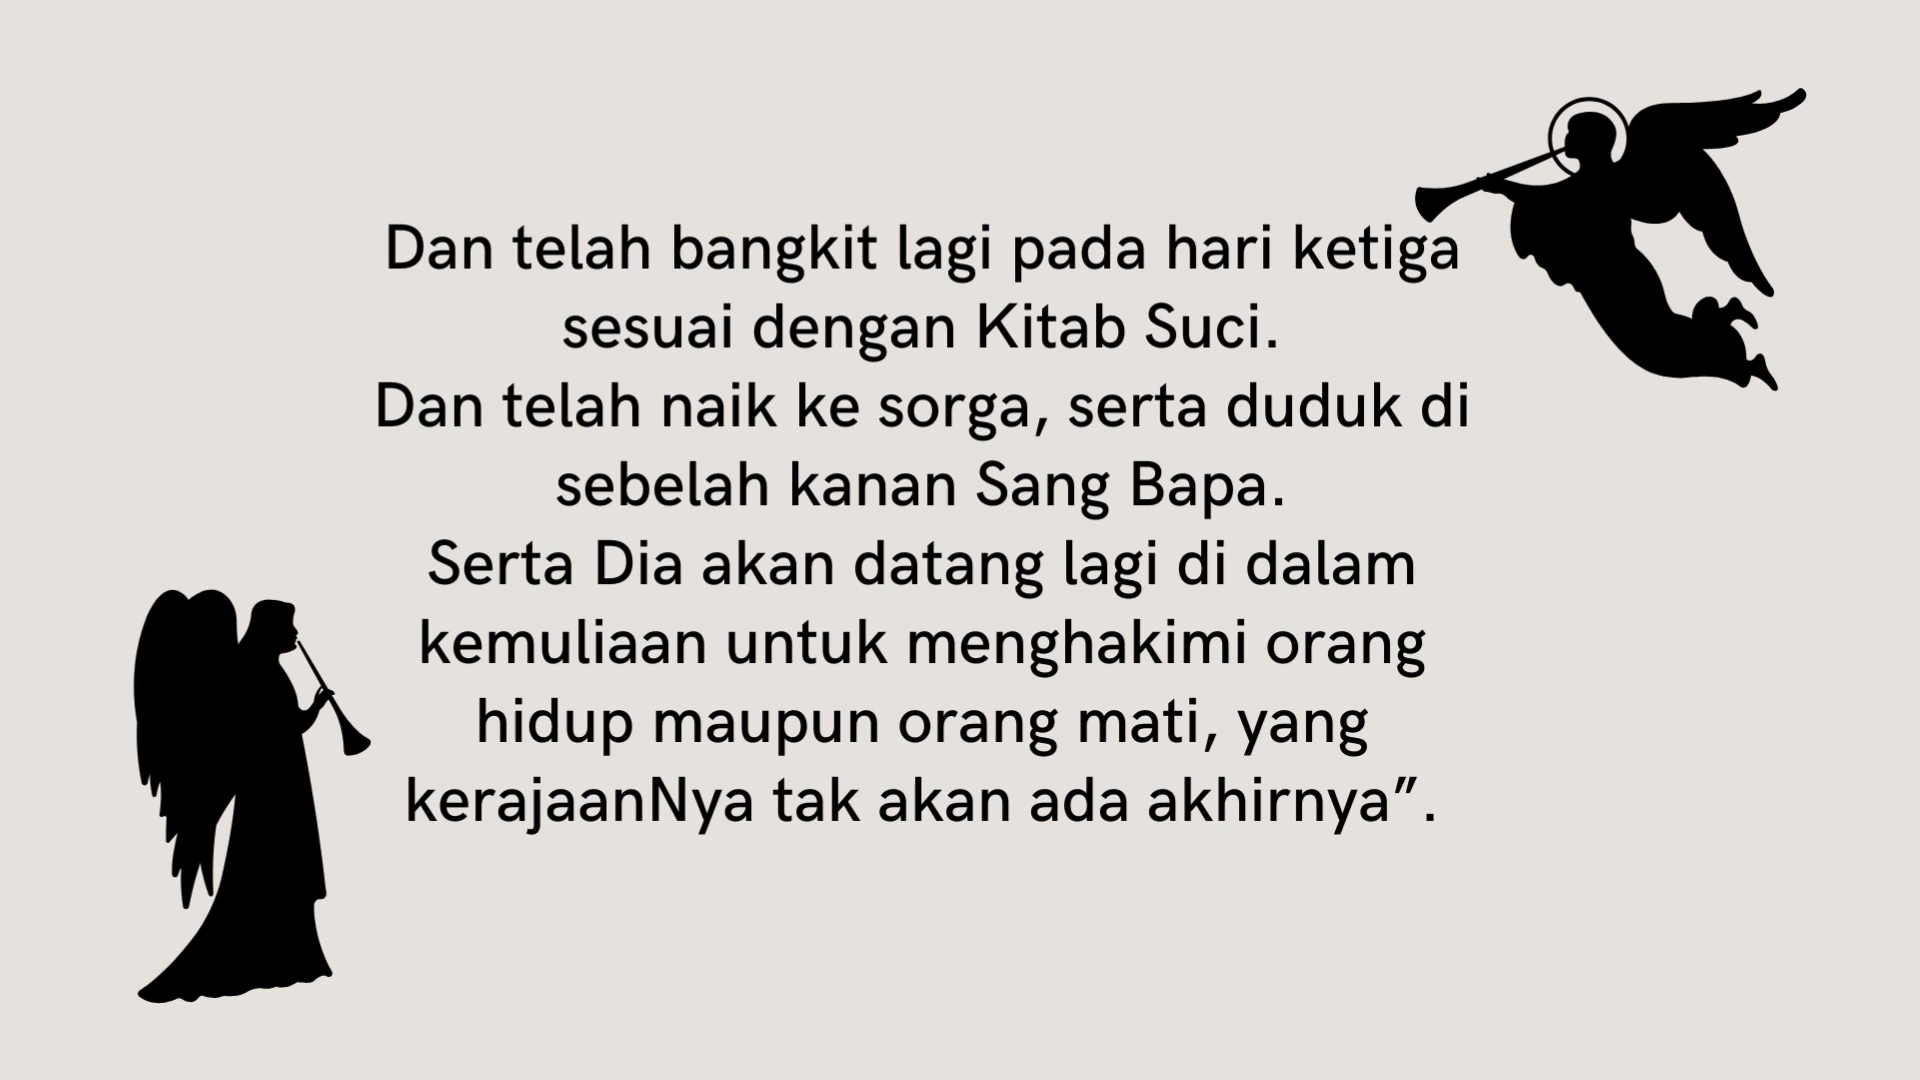 Dan telah bangkit lagi pada hari ketiga
sesuai dengan Kitab Suci.
Dan telah naik ke sorga, serta duduk di
sebelah kanan Sang Bapa.
Serta Dia akan datang lagi di dalam
kemuliaan untuk menghakimi orang
hidup maupun orang mati, yang
kerajaanNya tak akan ada akhirnya”.